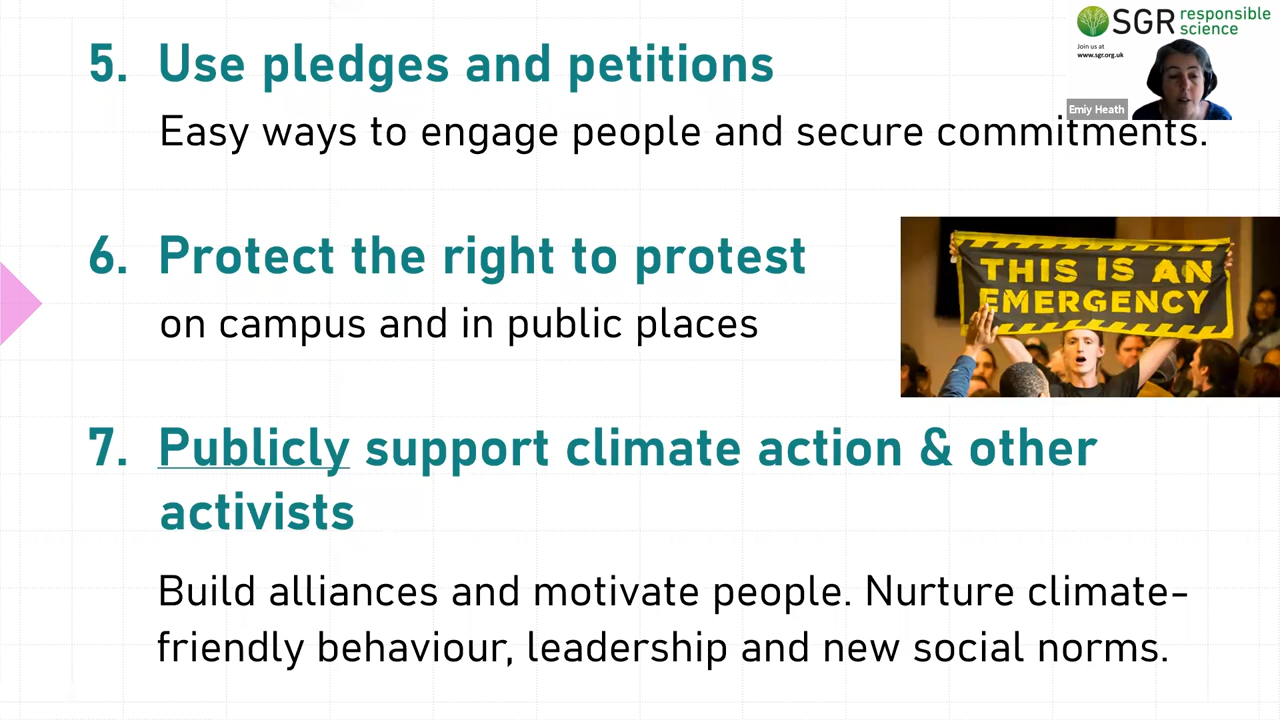 SGR responsible science
Join us at
www.sgr.org.uk
Emiy Heath
5. Use pledges and petitions
Easy ways to engage people and secure commitments.
6. Protect the right to protest
on campus and in public places
THIS IS AN
EMERGENCY
7. Publicly support climate action & other
activists
Build alliances and motivate people. Nurture climate-
friendly behaviour, leadership and new social norms.